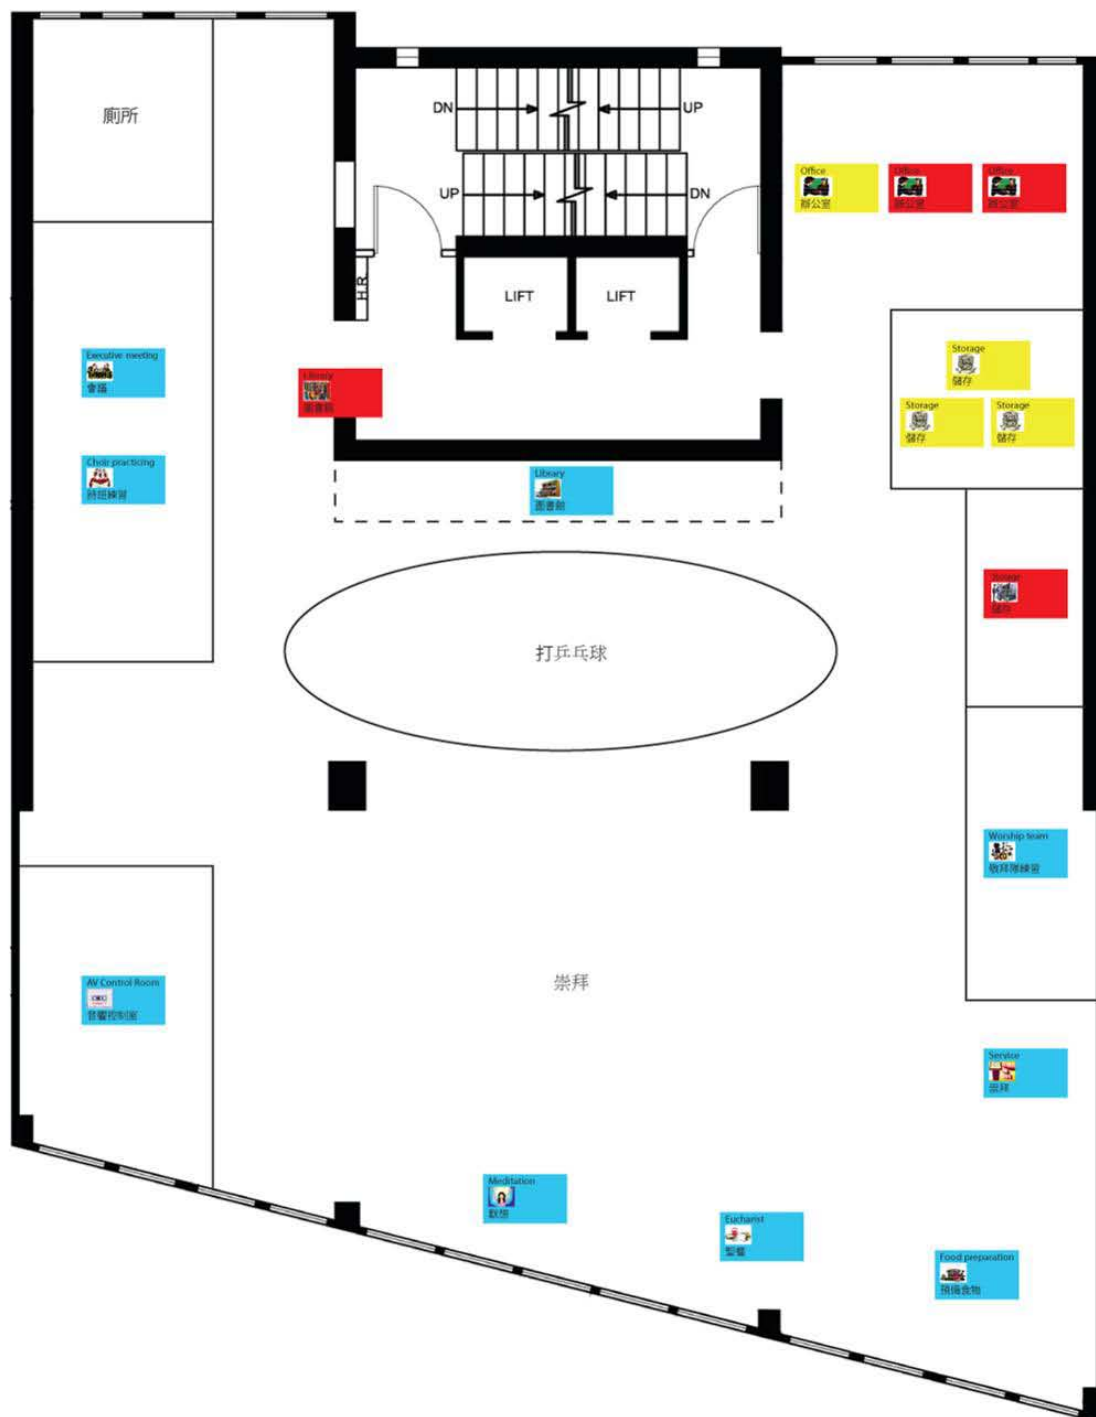 廁所
DN
UP
UP
DN
H.R.
LIFT
LIFT
Office
辦公室
Office
辦公室
Office
辦公室
Executive meeting
會議
Library
圖書館
Storage
儲存
Storage
儲存
Storage
儲存
Choir practicing
詩班練習
Library
圖書館
打乒乓球
Storage
儲存
Worship team
敬拜隊練習
AV Control Room
音響控制室
崇拜
Service
崇拜
Meditation
默想
Eucharist
聖餐
Food preparation
預備食物